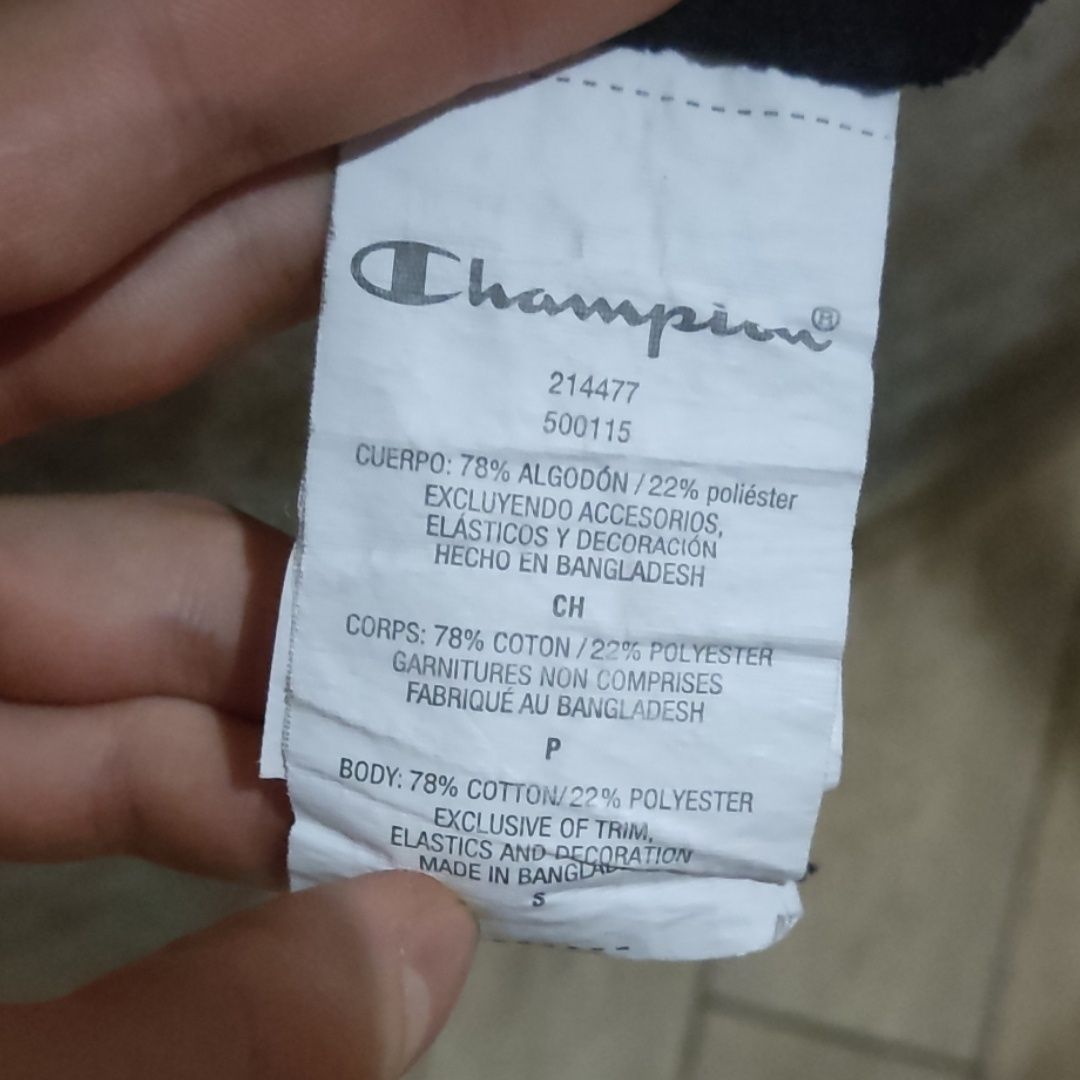 Champion®
214477
500115
CUERPO: 78% ALGODÓN / 22% poliéster
EXCLUYENDO ACCESORIOS,
ELÁSTICOS Y DECORACIÓN
HECHO EN BANGLADESH
CH
CORPS: 78% COTON / 22% POLYESTER
GARNITURES NON COMPRISES
FABRIQUÉ AU BANGLADESH
P
BODY: 78% COTTON/22% POLYESTER
EXCLUSIVE OF TRIM,
ELASTICS AND DECORATION
MADE IN
S